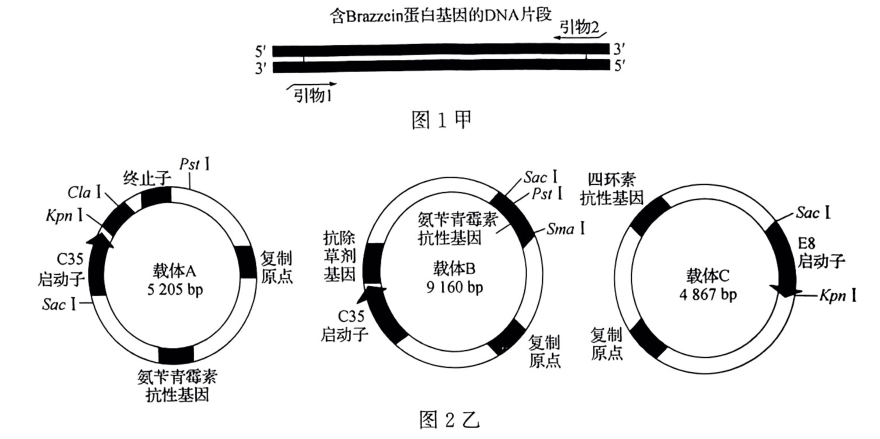 含Brazzein蛋白基因的DNA片段
引物2
5′ 3′
3′ 5′
引物1
图1甲
Pst Ⅰ
终止子
Cla Ⅰ
Kpn Ⅰ
C35
启动子
载体A
5 205 bp
复制
原点
Sac Ⅰ
氨苄青霉素
抗性基因
Sac Ⅰ
Pst Ⅰ
氨苄青霉素
抗性基因
Sma Ⅰ
抗除
草剂
基因
载体B
9 160 bp
C35
启动子
复制
原点
四环素
抗性基因
Sac Ⅰ
E8
启动子
载体C
4 867 bp
Kpn Ⅰ
复制
原点
图2乙